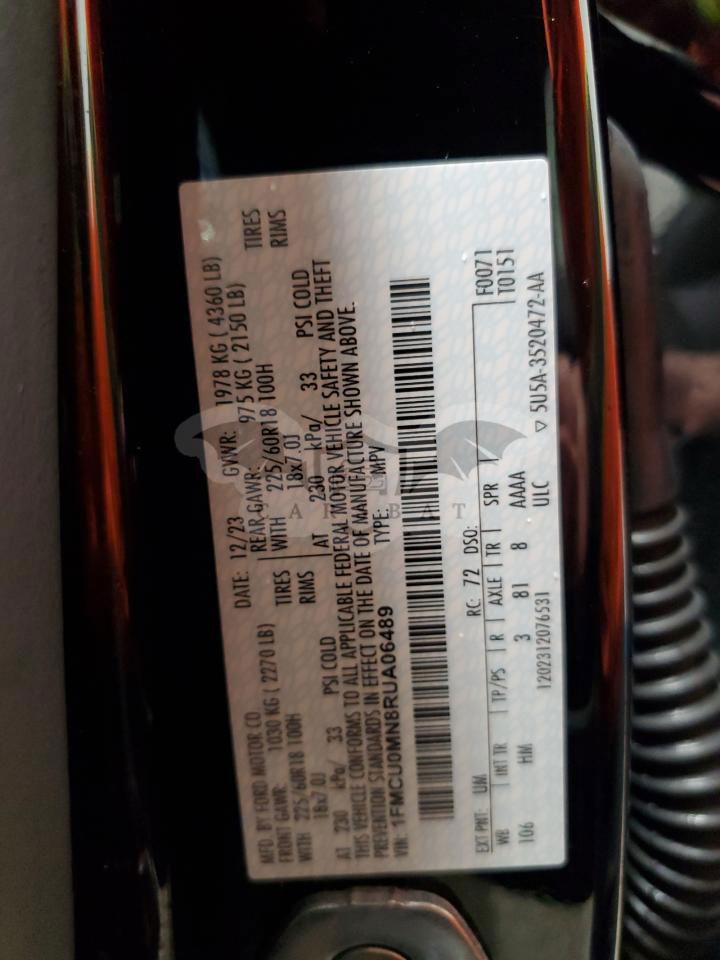 MFD. BY FORD MOTOR CO. DATE: 12/23 GVWR: 1978 KG ( 4360 LB)
FRONT GAWR: 1030 KG ( 2270 LB) REAR GAWR: 975 KG ( 2150 LB)
WITH 225/60R18 100H TIRES WITH 225/60R18 100H TIRES
18x7.0J RIMS 18x7.0J RIMS
AT 230 kPa/ 33 PSI COLD AT 230 kPa/ 33 PSI COLD
THIS VEHICLE CONFORMS TO ALL APPLICABLE FEDERAL MOTOR VEHICLE SAFETY AND THEFT
PREVENTION STANDARDS IN EFFECT ON THE DATE OF MANUFACTURE SHOWN ABOVE.
VIN: 1FMCU0MN8RUA06489 TYPE: MPV
EXT PNT: UM RC: 72 DSO: F0071
WB INT TR TP/PS R AXLE TR SPR T0151
106 HM 3 81 8 AAAA
1202312076531 ULC
▽ 5U5A-3520472-AA